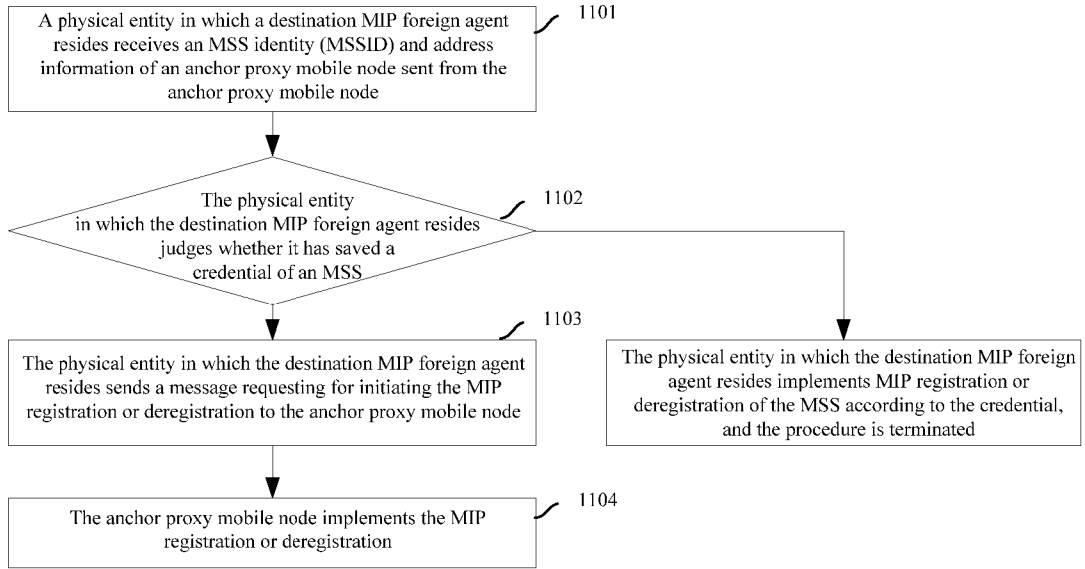 A physical entity in which a destination MIP foreign agent
resides receives an MSS identity (MSSID) and address
information of an anchor proxy mobile node sent from the
anchor proxy mobile node
1101
The physical entity
in which the destination MIP foreign agent resides
judges whether it has saved a
credential of an MSS
1102
1103
The physical entity in which the destination MIP foreign agent
resides sends a message requesting for initiating the MIP
registration or deregistration to the anchor proxy mobile node
The physical entity in which the destination MIP foreign
agent resides implements MIP registration or
deregistration of the MSS according to the credential,
and the procedure is terminated
1104
The anchor proxy mobile node implements the MIP
registration or deregistration